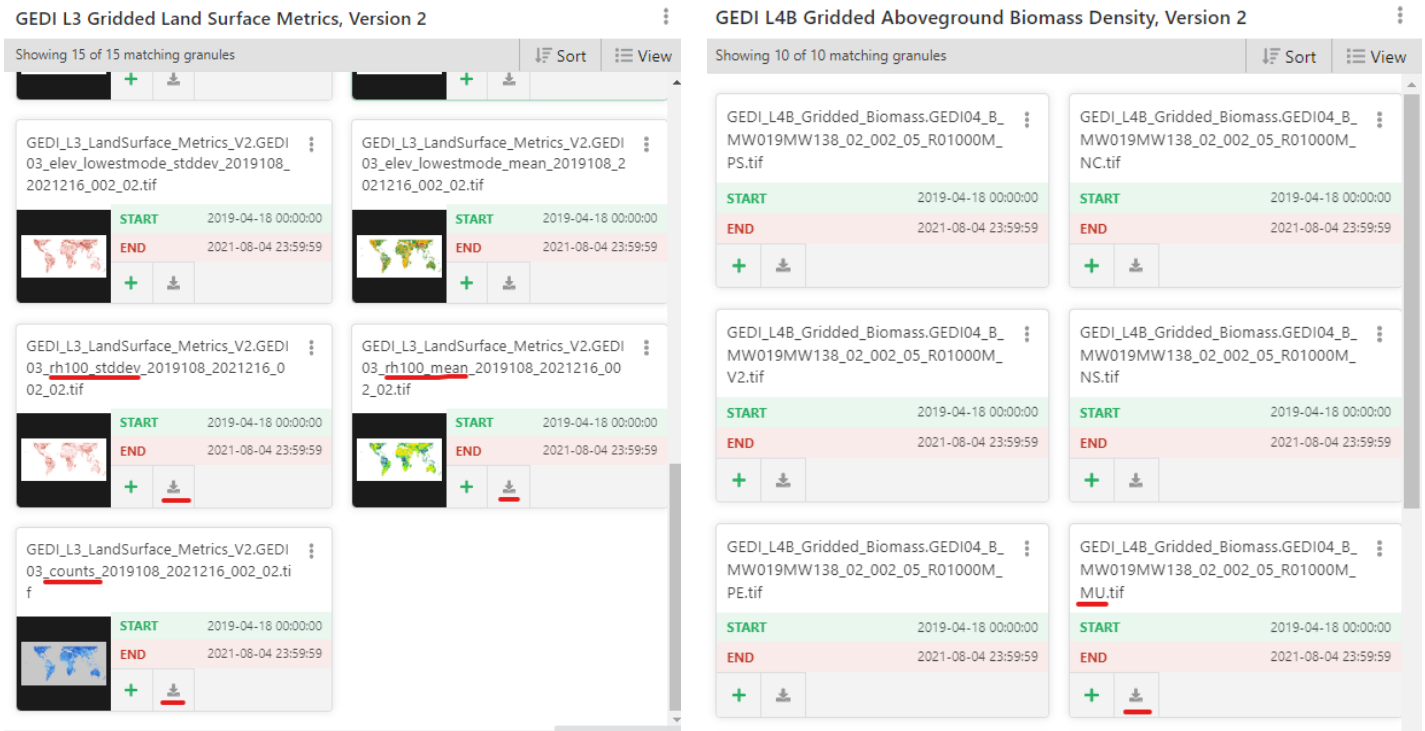 GEDI L3 Gridded Land Surface Metrics, Version 2
Showing 15 of 15 matching granules
Sort
View
GEDI_L3_LandSurface_Metrics_V2.GEDI
03_elev_lowestmode_stddev_2019108_
2021216_002_02.tif
START 2019-04-18 00:00:00
END 2021-08-04 23:59:59
GEDI_L3_LandSurface_Metrics_V2.GEDI
03_elev_lowestmode_mean_2019108_2
021216_002_02.tif
START 2019-04-18 00:00:00
END 2021-08-04 23:59:59
GEDI_L3_LandSurface_Metrics_V2.GEDI
03_rh100_stddev_2019108_2021216_0
02_02.tif
START 2019-04-18 00:00:00
END 2021-08-04 23:59:59
GEDI_L3_LandSurface_Metrics_V2.GEDI
03_rh100_mean_2019108_2021216_00
2_02.tif
START 2019-04-18 00:00:00
END 2021-08-04 23:59:59
GEDI_L3_LandSurface_Metrics_V2.GEDI
03_counts_2019108_2021216_002_02.ti
f
START 2019-04-18 00:00:00
END 2021-08-04 23:59:59
GEDI L4B Gridded Aboveground Biomass Density, Version 2
Showing 10 of 10 matching granules
Sort
View
GEDI_L4B_Gridded_Biomass.GEDI04_B_
MW019MW138_02_002_05_R01000M_
PS.tif
START 2019-04-18 00:00:00
END 2021-08-04 23:59:59
GEDI_L4B_Gridded_Biomass.GEDI04_B_
MW019MW138_02_002_05_R01000M_
NC.tif
START 2019-04-18 00:00:00
END 2021-08-04 23:59:59
GEDI_L4B_Gridded_Biomass.GEDI04_B_
MW019MW138_02_002_05_R01000M_
V2.tif
START 2019-04-18 00:00:00
END 2021-08-04 23:59:59
GEDI_L4B_Gridded_Biomass.GEDI04_B_
MW019MW138_02_002_05_R01000M_
NS.tif
START 2019-04-18 00:00:00
END 2021-08-04 23:59:59
GEDI_L4B_Gridded_Biomass.GEDI04_B_
MW019MW138_02_002_05_R01000M_
PE.tif
START 2019-04-18 00:00:00
END 2021-08-04 23:59:59
GEDI_L4B_Gridded_Biomass.GEDI04_B_
MW019MW138_02_002_05_R01000M_
MU.tif
START 2019-04-18 00:00:00
END 2021-08-04 23:59:59